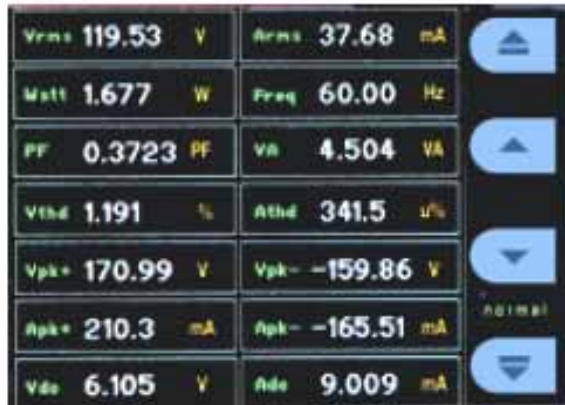 Vrms 119.53 V Arms 37.68 mA
Watt 1.677 W Freq 60.00 Hz
PF 0.3723 PF VA 4.504 VA
Vthd 1.191 % Athd 341.5 u%
Vpk+ 170.99 V Vpk- -159.86 V
Apk+ 210.3 mA Apk- -165.51 mA
Vdc 6.105 V Adc 9.009 mA
normal